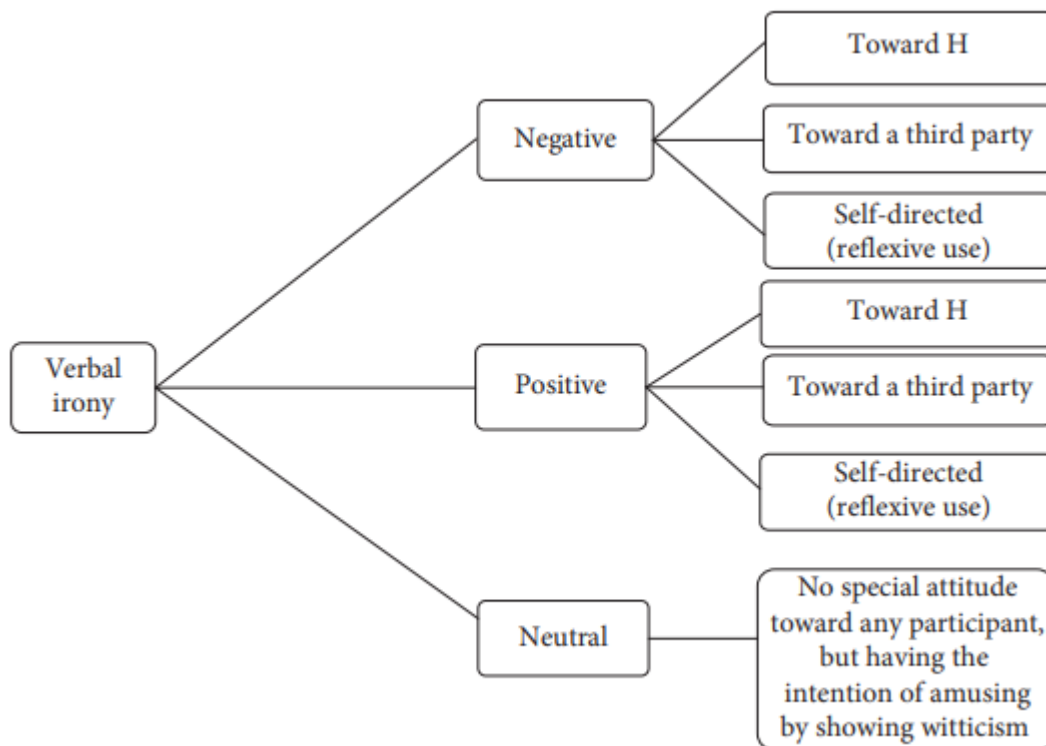 Verbal
irony
Negative
Toward H
Toward a third party
Self-directed
(reflexive use)
Positive
Toward H
Toward a third party
Self-directed
(reflexive use)
Neutral
No special attitude
toward any participant,
but having the
intention of amusing
by showing witticism